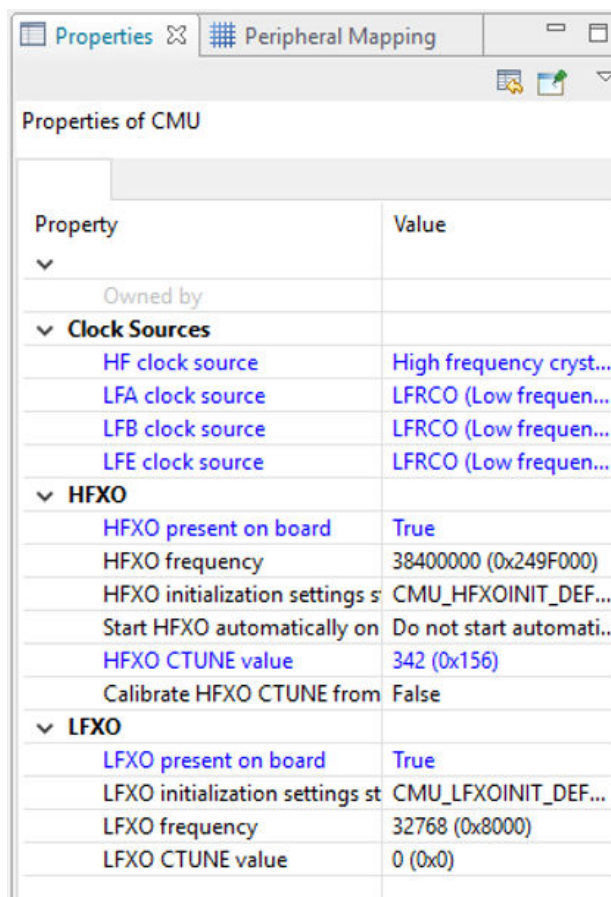 Properties Peripheral Mapping
Properties of CMU
Property Value
Owned by
Clock Sources
HF clock source High frequency cryst...
LFA clock source LFRCO (Low frequen...
LFB clock source LFRCO (Low frequen...
LFE clock source LFRCO (Low frequen...
HFXO
HFXO present on board True
HFXO frequency 38400000 (0x249F000)
HFXO initialization settings s CMU_HFXOINIT_DEF...
Start HFXO automatically on Do not start automati...
HFXO CTUNE value 342 (0x156)
Calibrate HFXO CTUNE from False
LFXO
LFXO present on board True
LFXO initialization settings st CMU_LFXOINIT_DEF...
LFXO frequency 32768 (0x8000)
LFXO CTUNE value 0 (0x0)